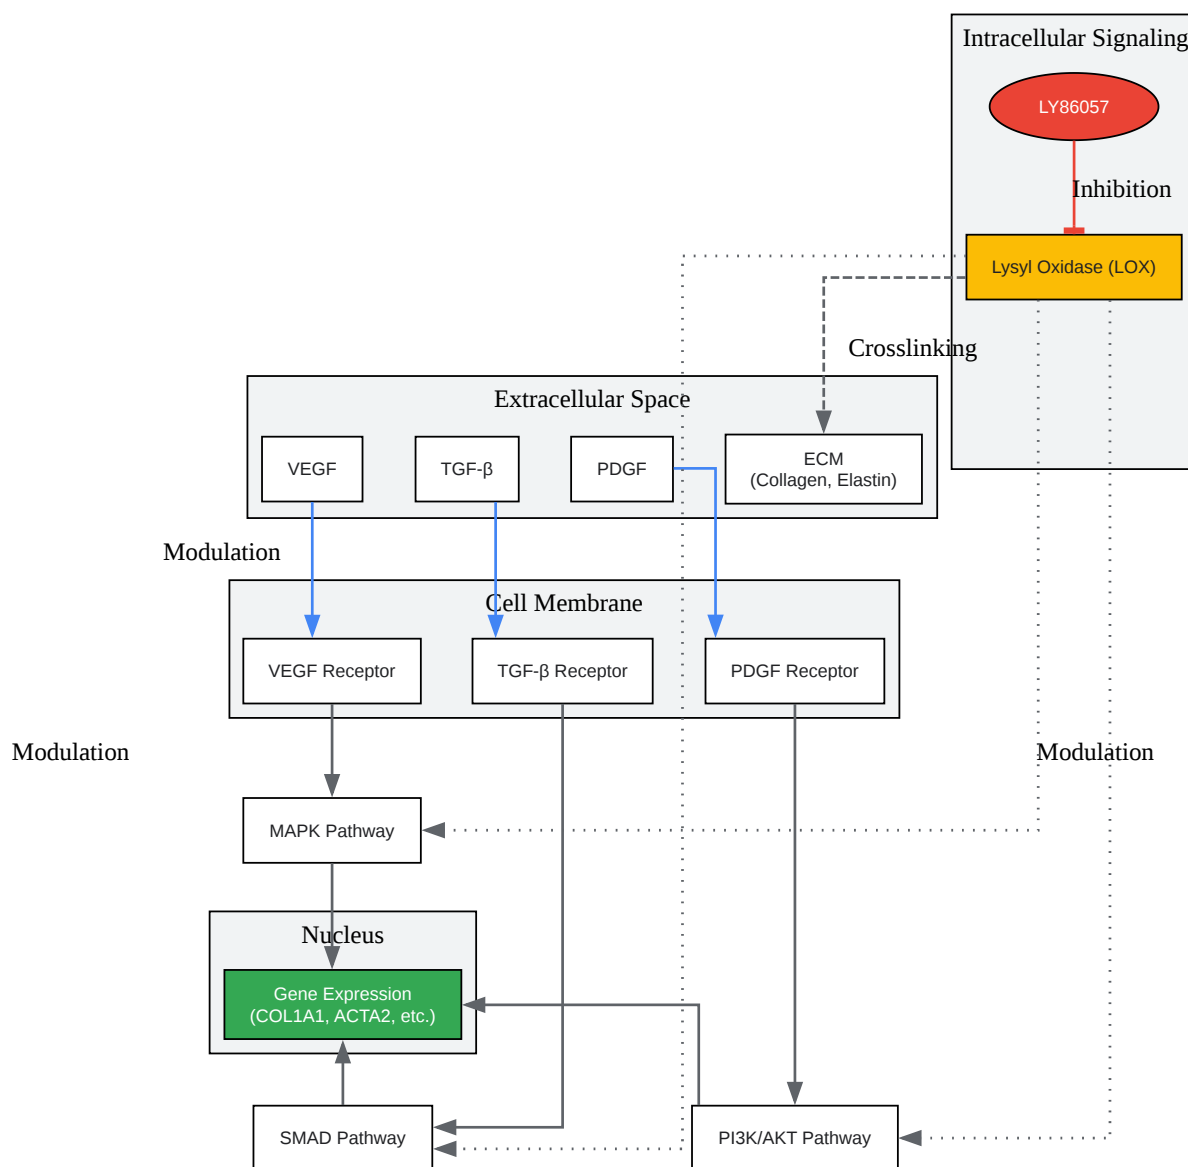 Intracellular Signaling
LY86057
Inhibition
Lysyl Oxidase (LOX)
Crosslinking
Extracellular Space
VEGF
TGF-β
PDGF
ECM
(Collagen, Elastin)
Modulation
Cell Membrane
VEGF Receptor
TGF-β Receptor
PDGF Receptor
Modulation
Modulation
MAPK Pathway
Nucleus
Gene Expression
(COL1A1, ACTA2, etc.)
SMAD Pathway
PI3K/AKT Pathway